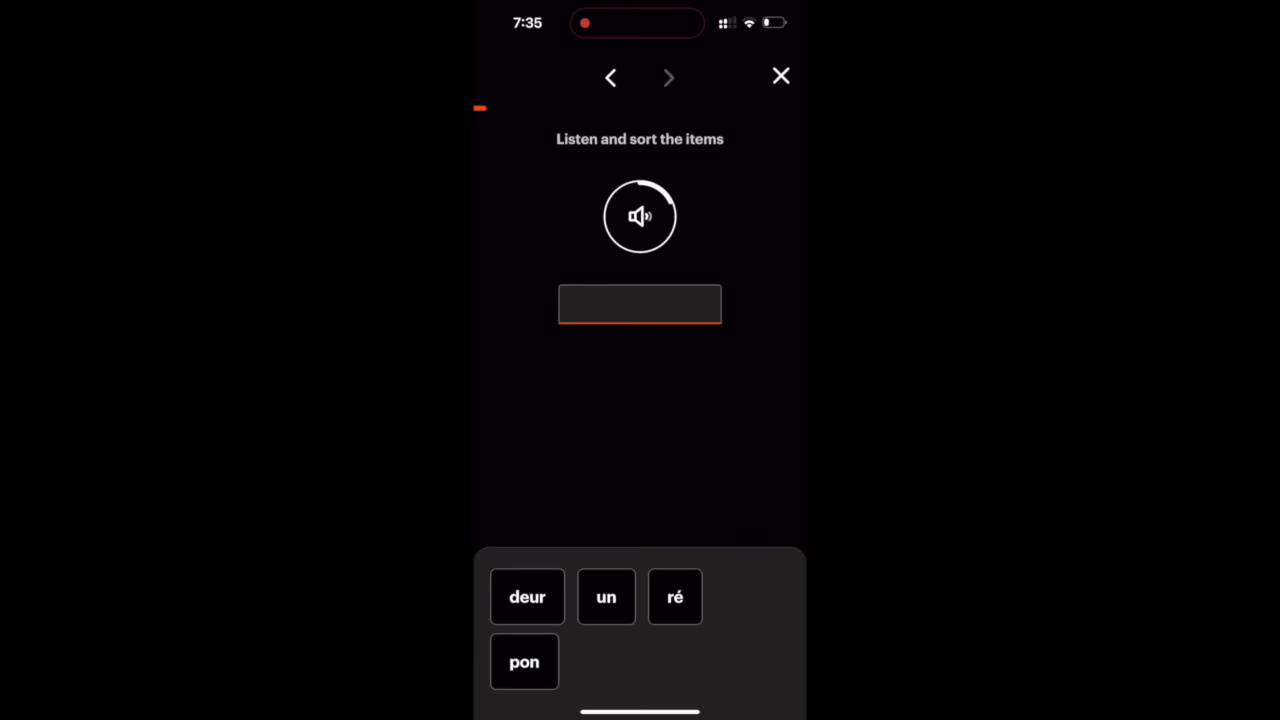 7:35
Listen and sort the items
deur un ré
pon